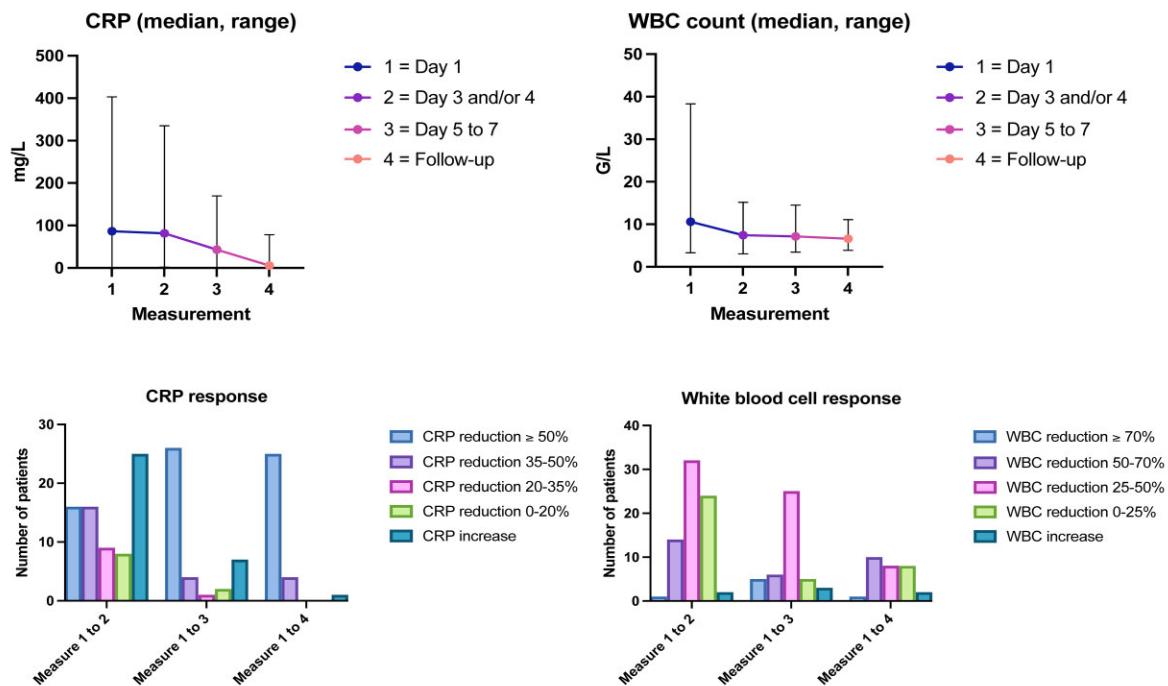 CRP (median, range)
500
400
300
200
100
0
mg/L
1 2 3 4
Measurement
1 = Day 1
2 = Day 3 and/or 4
3 = Day 5 to 7
4 = Follow-up
WBC count (median, range)
50
40
30
20
10
0
G/L
1 2 3 4
Measurement
1 = Day 1
2 = Day 3 and/or 4
3 = Day 5 to 7
4 = Follow-up
CRP response
30
20
10
0
Number of patients
Measure 1 to 2
Measure 1 to 3
Measure 1 to 4
CRP reduction ≥ 50%
CRP reduction 35-50%
CRP reduction 20-35%
CRP reduction 0-20%
CRP increase
White blood cell response
40
30
20
10
0
Number of patients
Measure 1 to 2
Measure 1 to 3
Measure 1 to 4
WBC reduction ≥ 70%
WBC reduction 50-70%
WBC reduction 25-50%
WBC reduction 0-25%
WBC increase